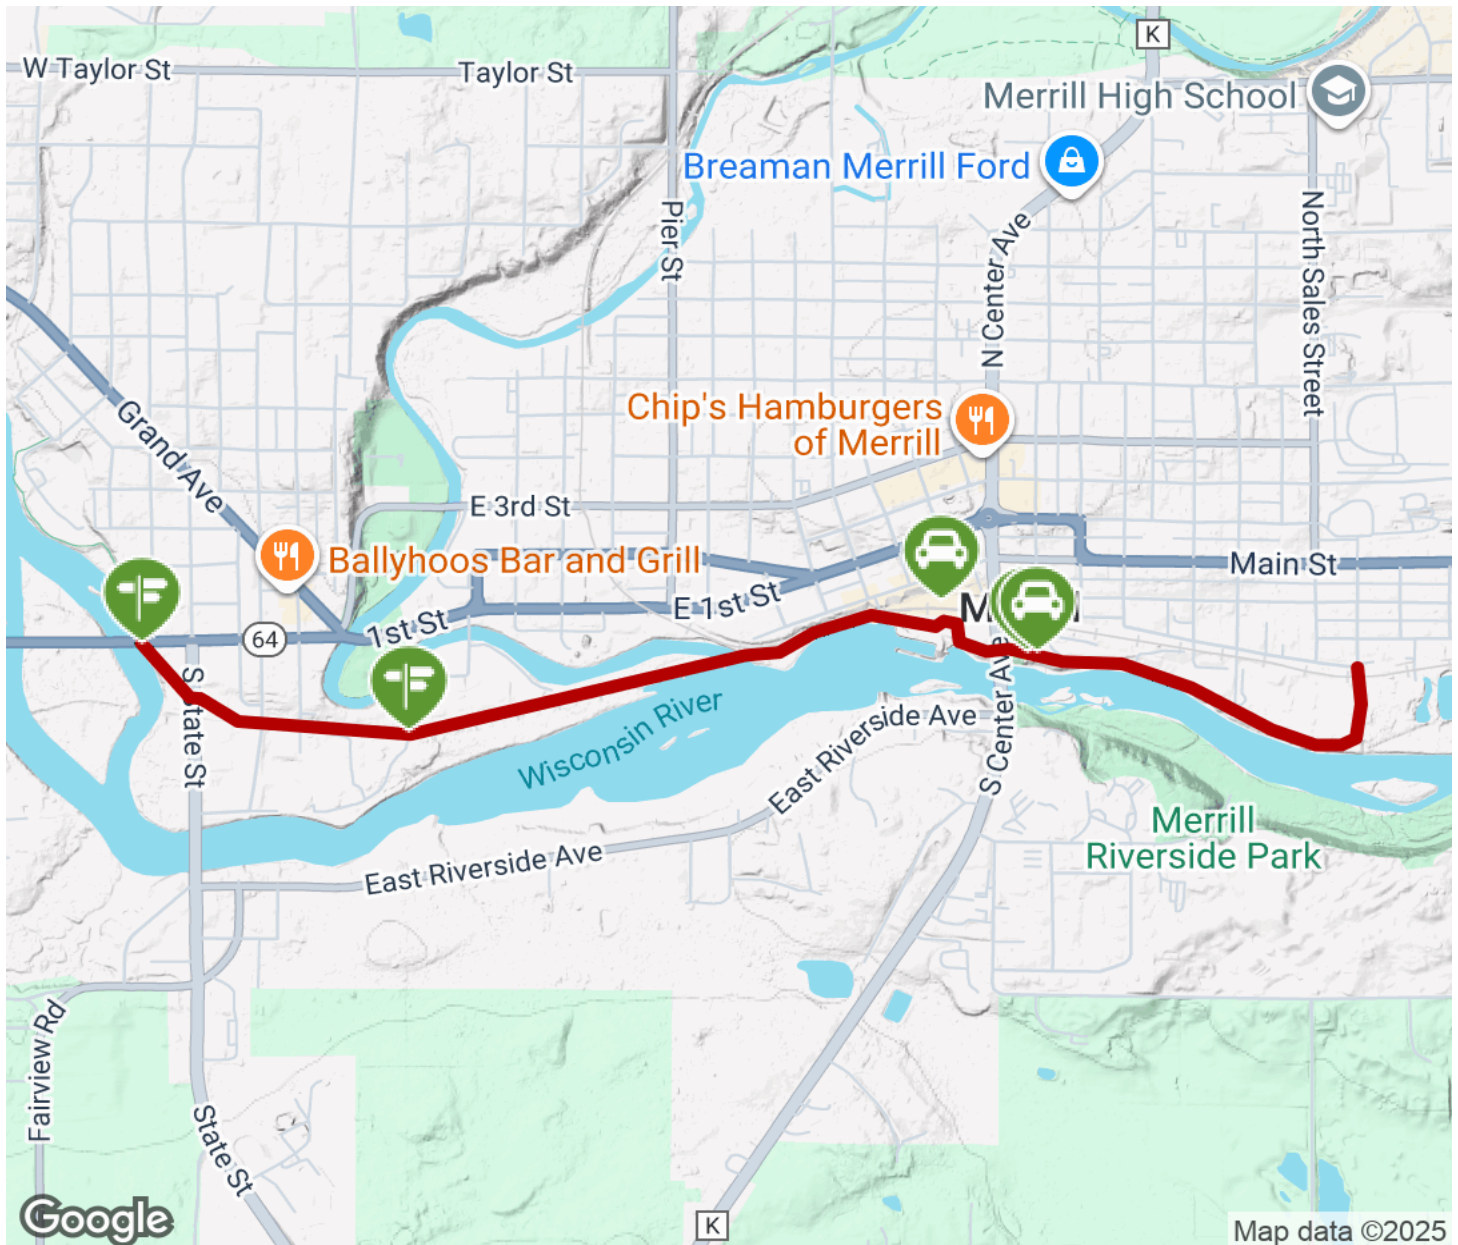 K
W Taylor St
Taylor St
Merrill High School
Breaman Merrill Ford
Pier St
North Sales Street
N Center Ave
Chip's Hamburgers
of Merrill
Grand Ave
E 3rd St
Ballyhoos Bar and Grill
Main St
E 1st St
1st St
64
S State St
S Center Ave
Wisconsin River
East Riverside Ave
Merrill
Riverside Park
East Riverside Ave
Fairview Rd
State St
K
Google
Map data ©2025